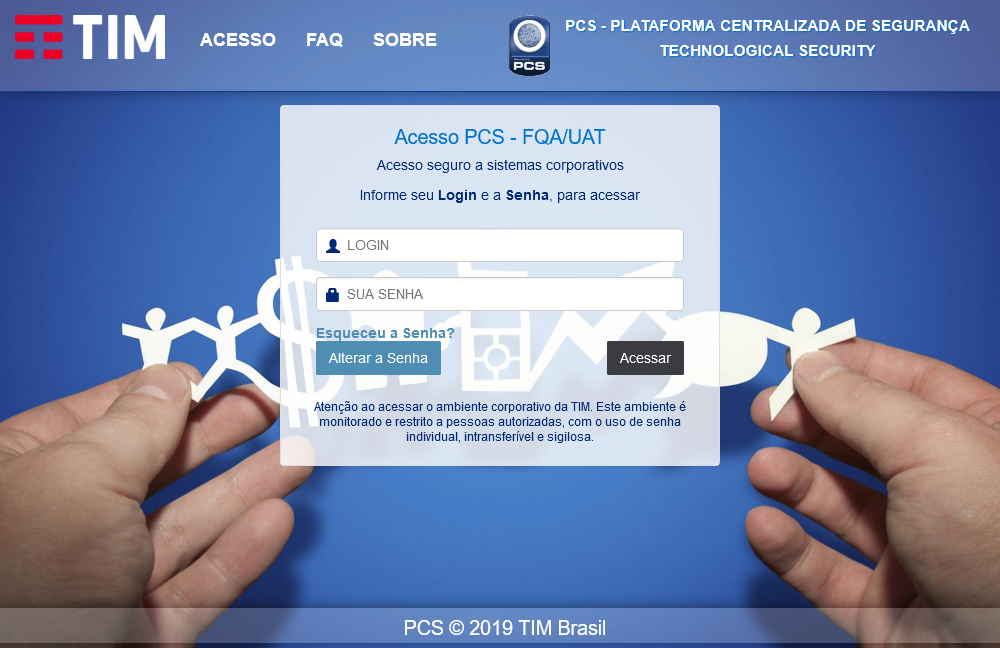 TIM
ACESSO FAQ SOBRE
PCS
PCS - PLATAFORMA CENTRALIZADA DE SEGURANÇA
TECHNOLOGICAL SECURITY
Acesso PCS - FQA/UAT
Acesso seguro a sistemas corporativos
Informe seu Login e a Senha, para acessar
LOGIN
SUA SENHA
Esqueceu a Senha?
Alterar a Senha
Acessar
Atenção ao acessar o ambiente corporativo da TIM. Este ambiente é
monitorado e restrito a pessoas autorizadas, com o uso de senha
individual, intransferível e sigilosa.
PCS © 2019 TIM Brasil